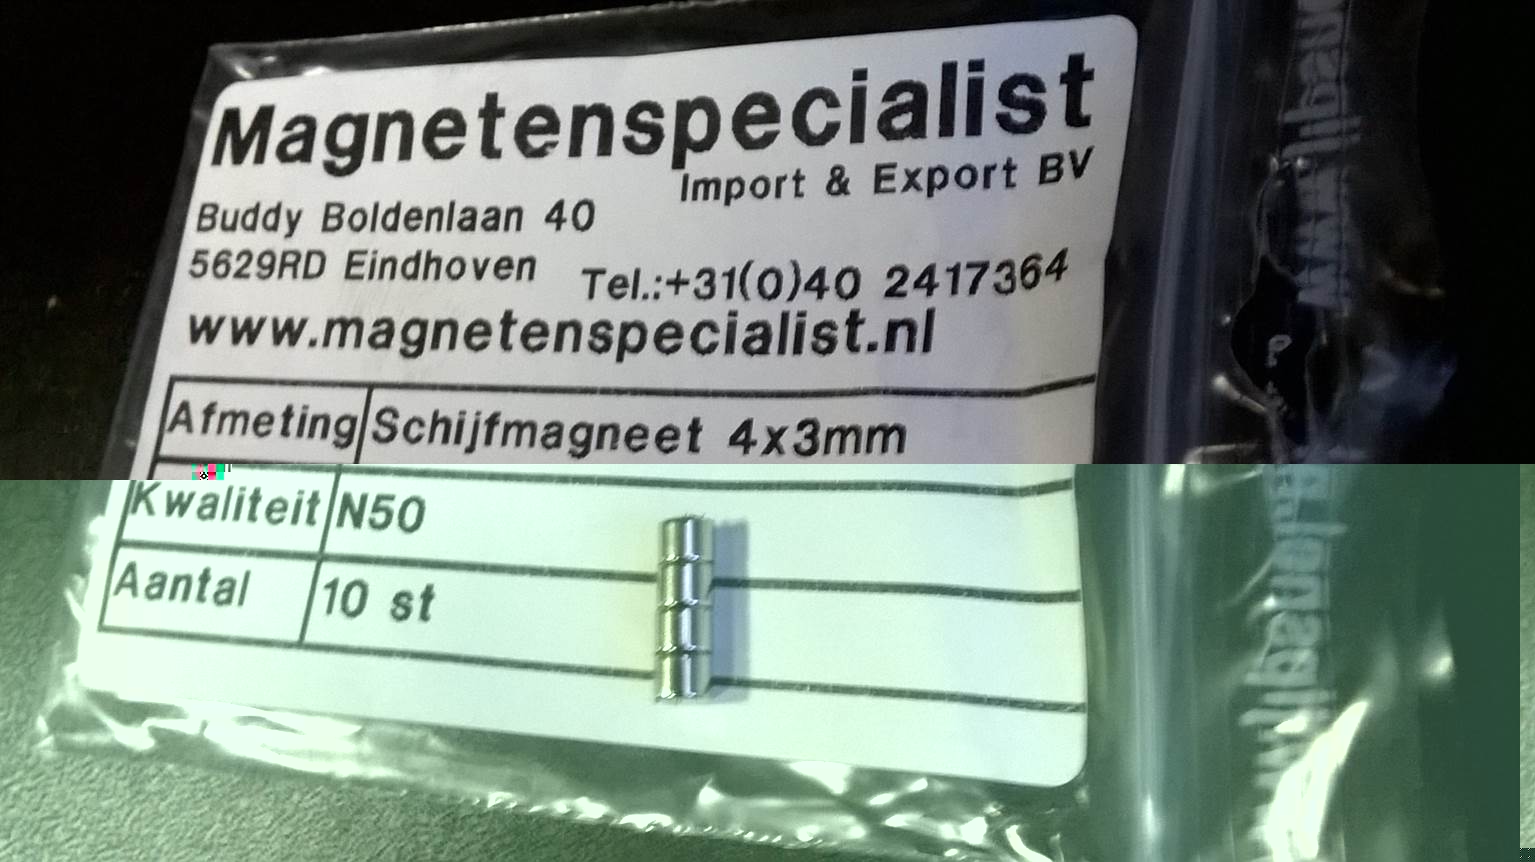 Magnetenspecialist
Import & Export BV
Buddy Boldenlaan 40
5629RD Eindhoven
Tel.:+31(0)40 2417364
www.magnetenspecialist.nl
Afmeting Schijfmagneet 4x3mm
Kwaliteit N50
Aantal 10 st